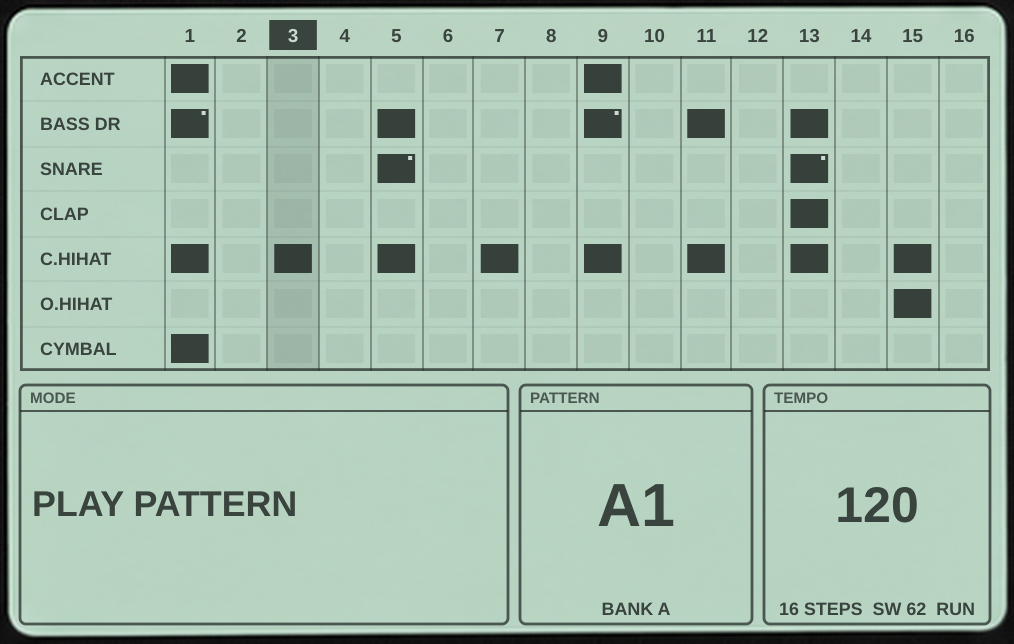 1 2 3 4 5 6 7 8 9 10 11 12 13 14 15 16
ACCENT
BASS DR
SNARE
CLAP
C.HIHAT
O.HIHAT
CYMBAL
MODE
PLAY PATTERN
PATTERN
A1
BANK A
TEMPO
120
16 STEPS SW 62 RUN